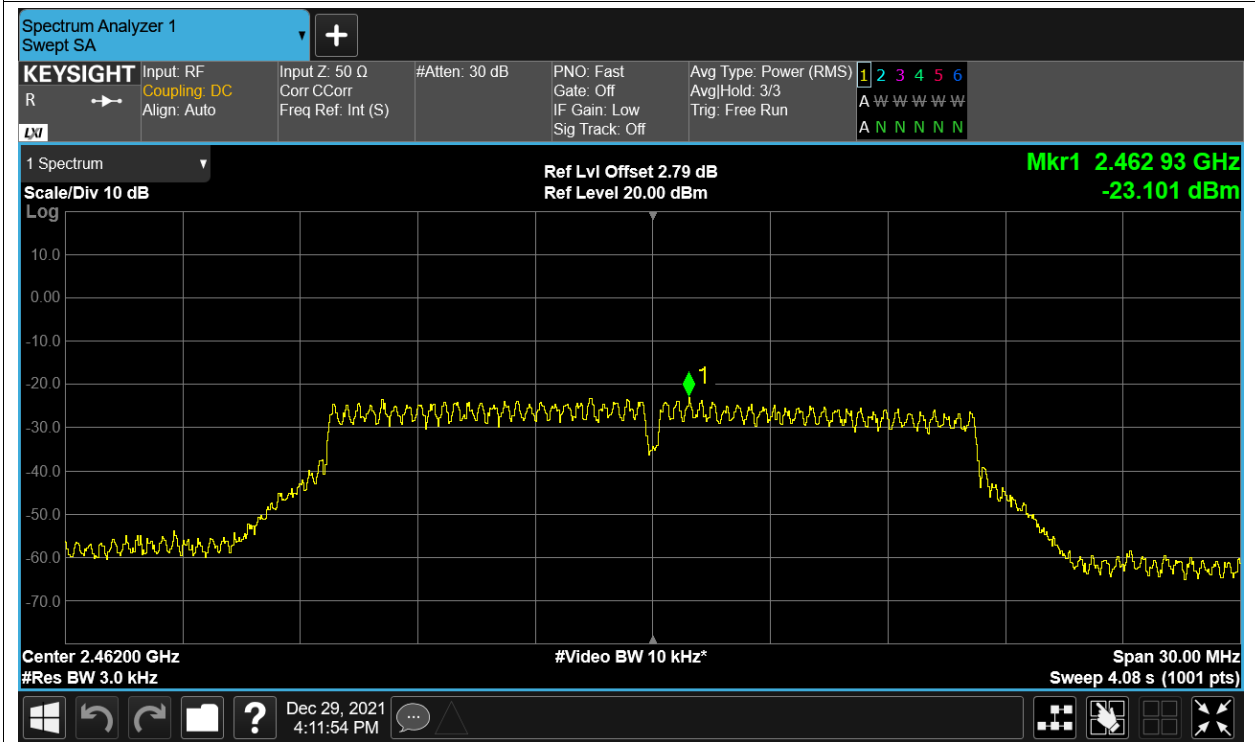 Spectrum Analyzer 1
Swept SA
+
KEYSIGHT
R
LXI
Input: RF
Coupling: DC
Align: Auto
Input Z: 50 Ω
Corr CCorr
Freq Ref: Int (S)
#Atten: 30 dB
PNO: Fast
Gate: Off
IF Gain: Low
Sig Track: Off
Avg Type: Power (RMS)
Avg|Hold: 3/3
Trig: Free Run
1 2 3 4 5 6
A W W W W W
A N N N N N
1 Spectrum
Scale/Div 10 dB
Ref Lvl Offset 2.79 dB
Ref Level 20.00 dBm
Mkr1 2.462 93 GHz
-23.101 dBm
Log
10.0
0.00
-10.0
-20.0
-30.0
-40.0
-50.0
-60.0
-70.0
1
Center 2.46200 GHz
#Res BW 3.0 kHz
#Video BW 10 kHz*
Span 30.00 MHz
Sweep 4.08 s (1001 pts)
?
Dec 29, 2021
4:11:54 PM